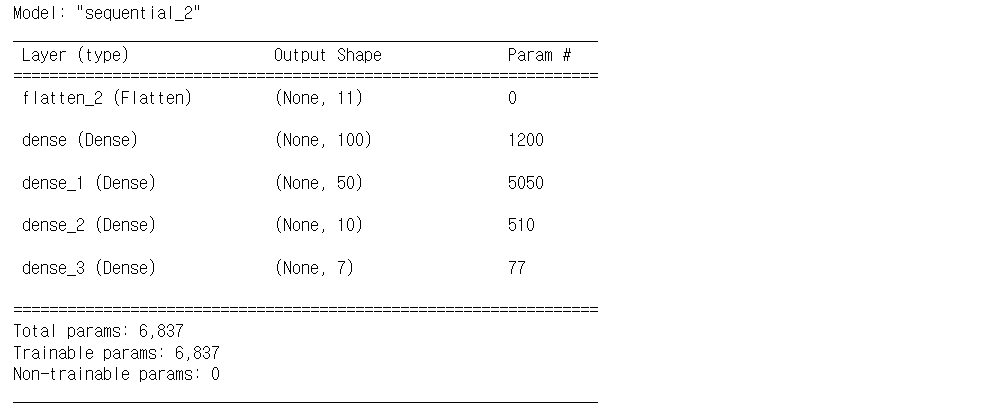 Model: "sequential_2"
_________________________________________________________________
Layer (type) Output Shape Param #
=================================================================
flatten_2 (Flatten) (None, 11) 0
dense (Dense) (None, 100) 1200
dense_1 (Dense) (None, 50) 5050
dense_2 (Dense) (None, 10) 510
dense_3 (Dense) (None, 7) 77
=================================================================
Total params: 6,837
Trainable params: 6,837
Non-trainable params: 0
_________________________________________________________________